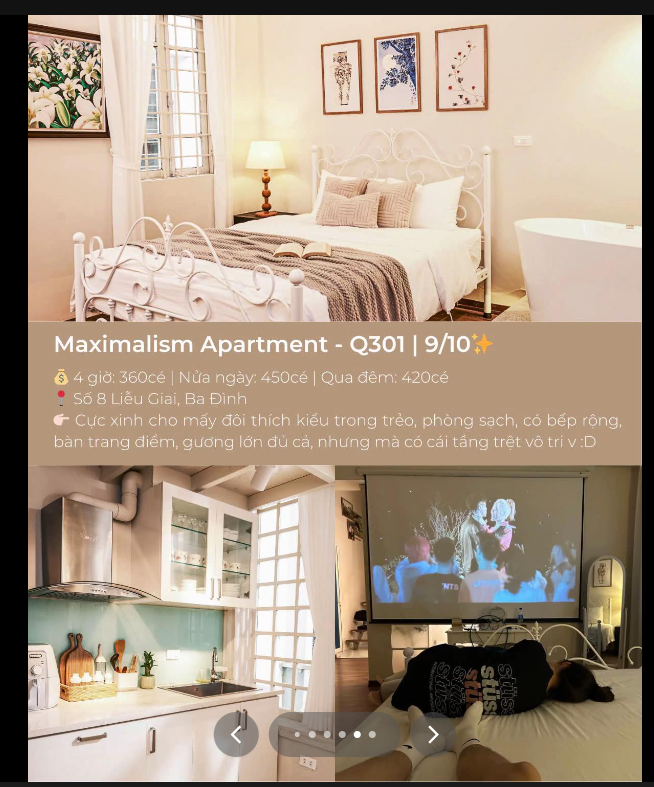 Maximalism Apartment - Q301 | 9/10✨
💰 4 giờ: 360cé | Nửa ngày: 450cé | Qua đêm: 420cé
📍 Số 8 Liễu Giai, Ba Đình
👉🏻 Cực xinh cho mấy đôi thích kiểu trong trẻo, phòng sạch, có bếp rộng,
bàn trang điểm, gương lớn đủ cả, nhưng mà có cái tầng trệt vô tri v :D